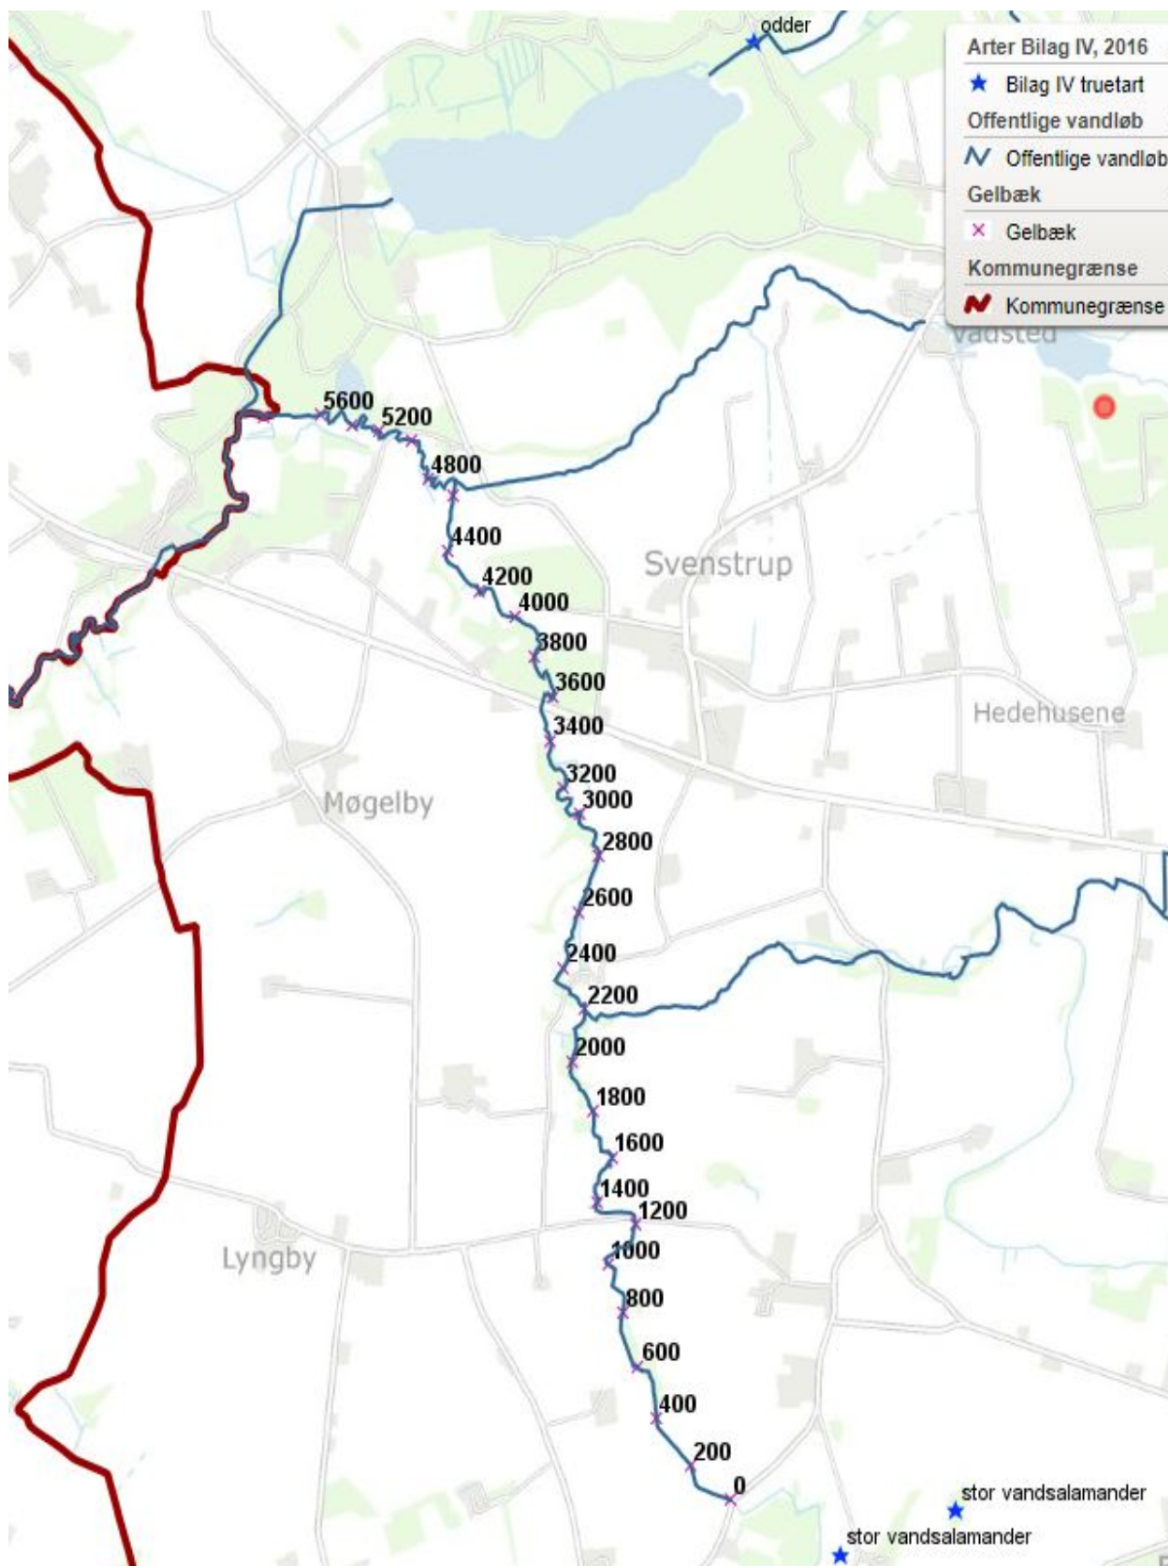 odder
Arter Bilag IV, 2016
Bilag IV truetart
Offentlige vandløb
Offentlige vandløb
Gelbæk
Gelbæk
Kommunegrænse
Kommunegrænse
Vadsted
5600
5200
4800
4400
Svenstrup
4200
4000
3800
3600
Hedehusene
3400
3200
Møgelby
3000
2800
2600
2400
2200
2000
1800
1600
1400
1200
Lyngby
1000
800
600
400
200
0
stor vandsalamander
stor vandsalamander